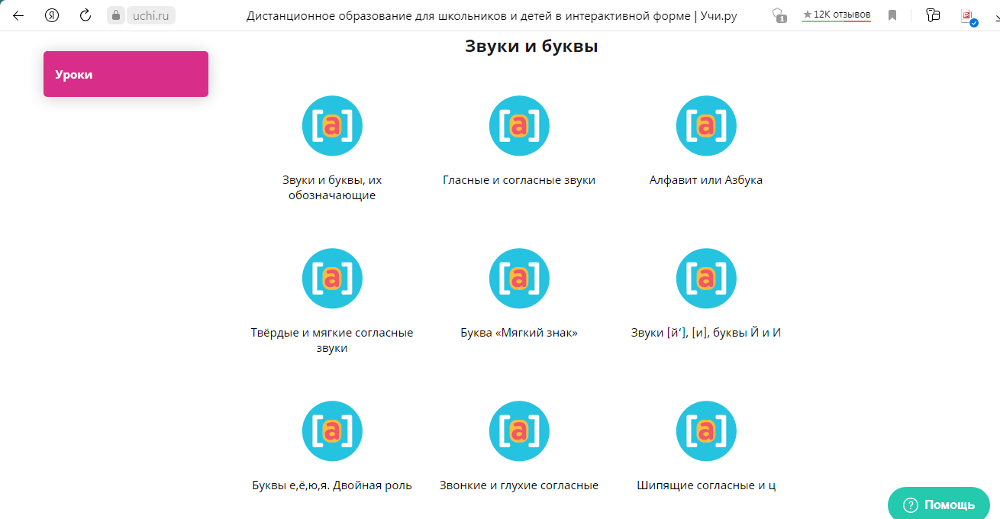 uchi.ru
Дистанционное образование для школьников и детей в интерактивной форме | Учи.ру
1
★ 12К отзывов
Звуки и буквы
Уроки
[а] [а] [а]
Звуки и буквы, их
обозначающие
Гласные и согласные звуки
Алфавит или Азбука
[а] [а] [а]
Твёрдые и мягкие согласные
звуки
Буква «Мягкий знак»
Звуки [й‘], [и], буквы Й и И
[а] [а] [а]
Буквы е,ё,ю,я. Двойная роль
Звонкие и глухие согласные
Шипящие согласные и ц
? Помощь